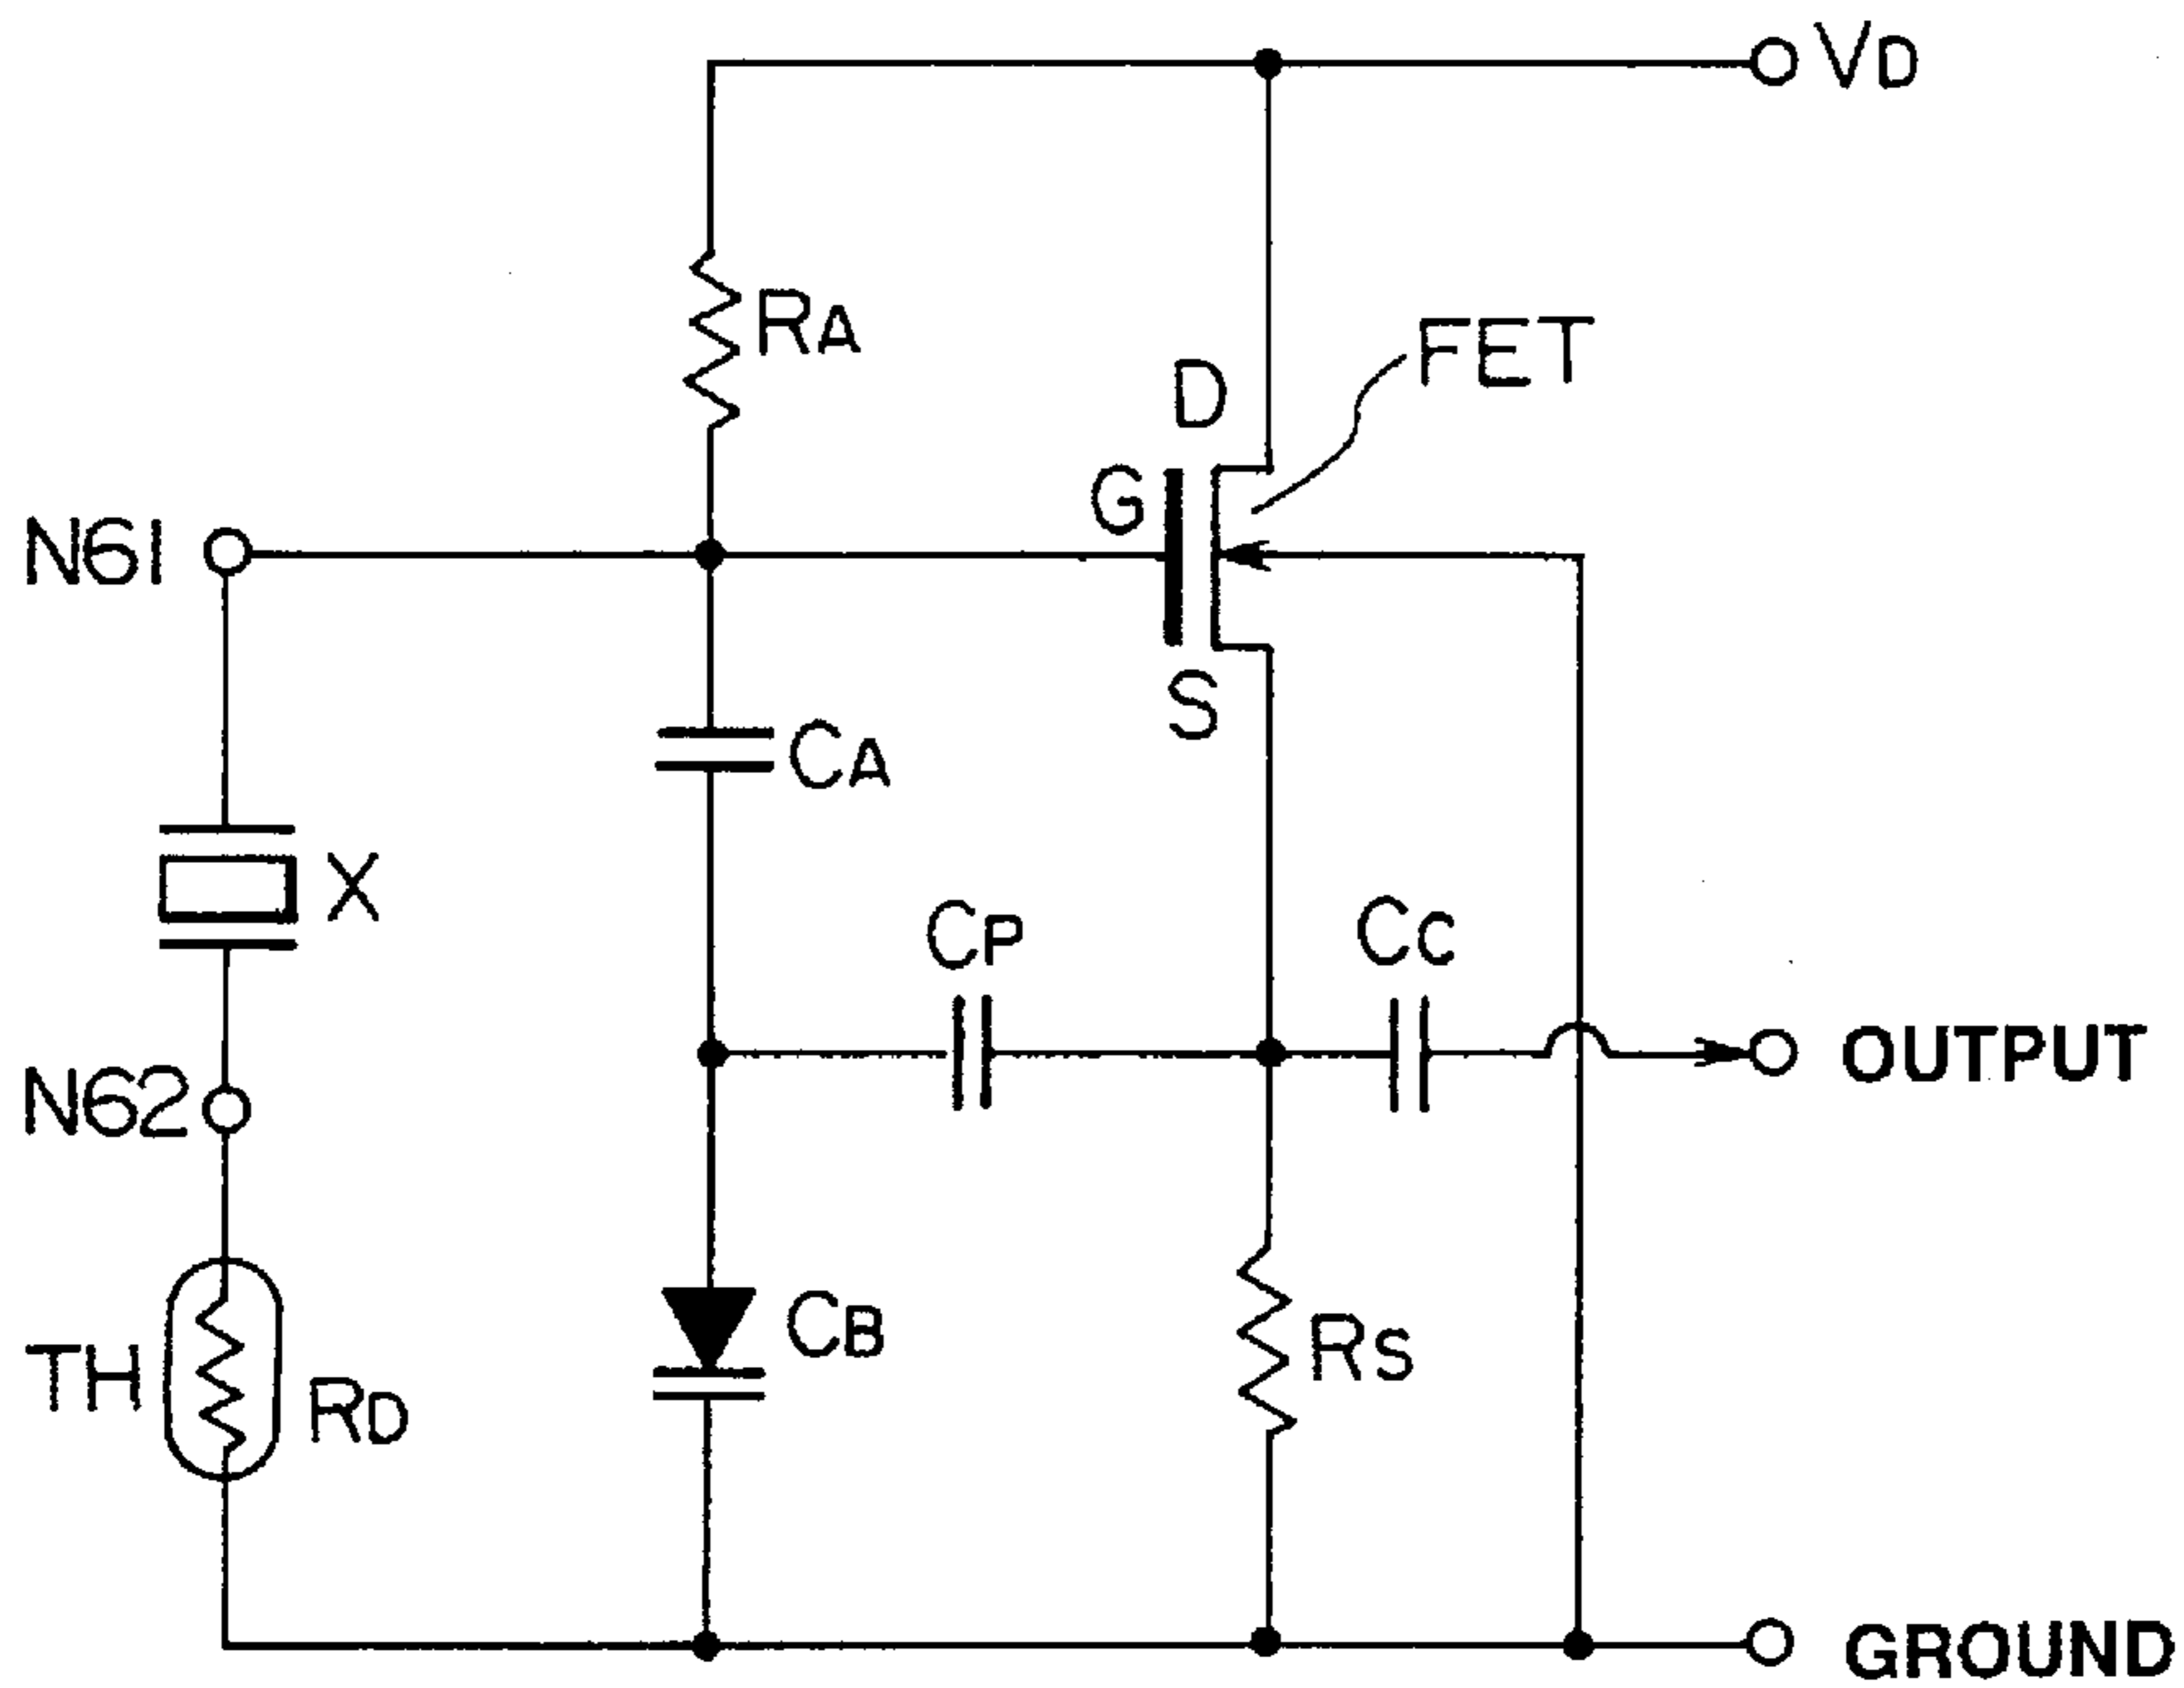 VD
RA
FET
D
G
N61
S
CA
X
CP
CC
OUTPUT
N62
CB
RS
TH
RD
GROUND